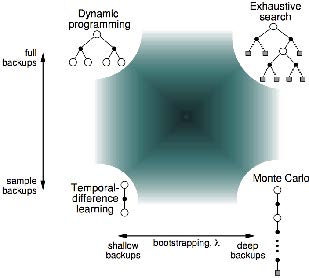 Dynamic
programming
Exhaustive
search
full
backups
sample
backups
Temporal-
difference
learning
Monte Carlo
bootstrapping, λ
shallow
backups
deep
backups